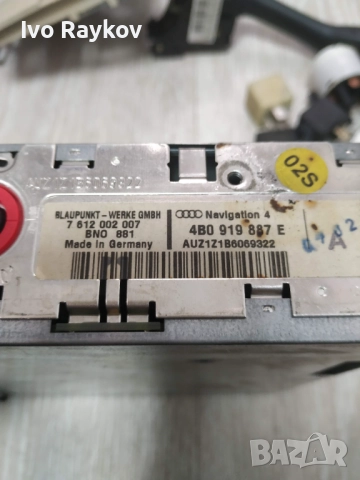 Ivo Raykov
02S
BLAUPUNKT - WERKE GMBH
7 612 002 007
BNO 881
Made in Germany
Navigation 4
4B0 919 887 E
AUZ1Z1B6069322
A
BAZAR